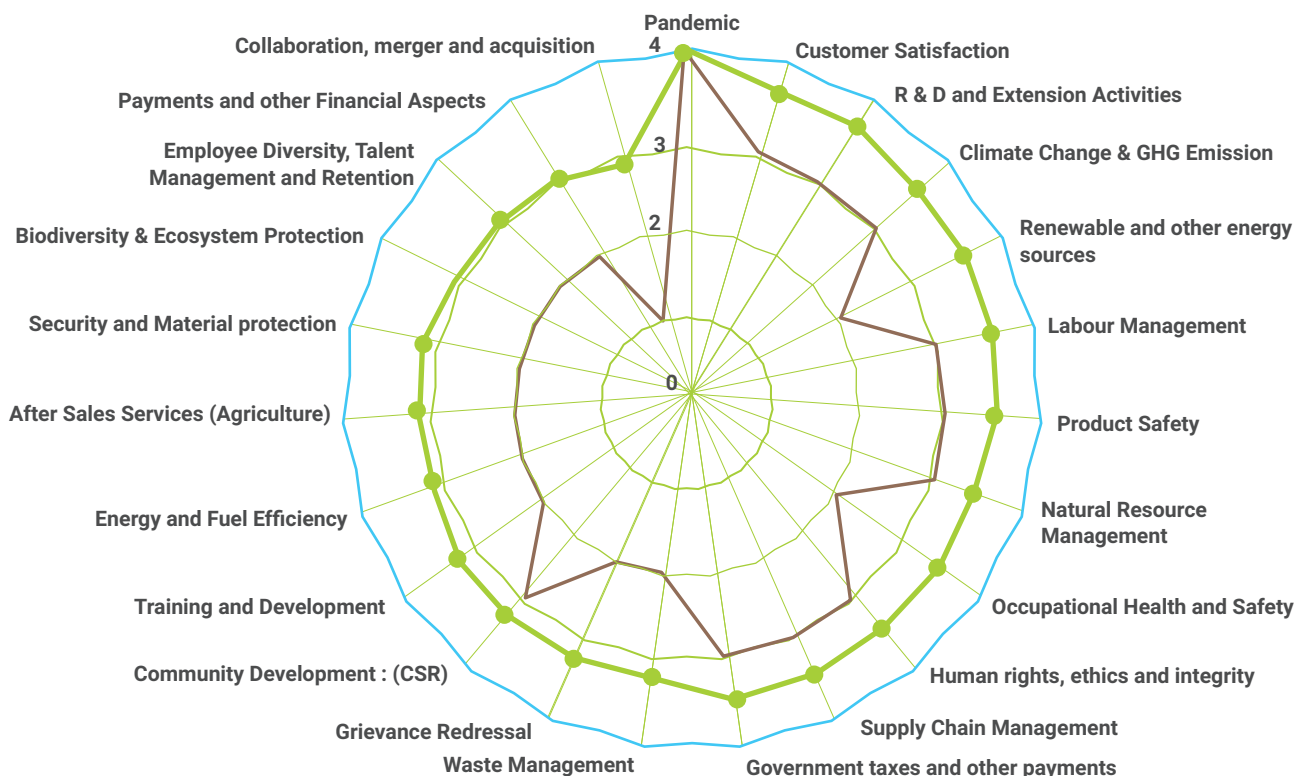 Pandemic
4
Customer Satisfaction
R & D and Extension Activities
Climate Change & GHG Emission
Renewable and other energy
sources
Labour Management
Product Safety
Natural Resource
Management
Occupational Health and Safety
Human rights, ethics and integrity
Supply Chain Management
Government taxes and other payments
Waste Management
Grievance Redressal
Community Development : (CSR)
Training and Development
Energy and Fuel Efficiency
After Sales Services (Agriculture)
Security and Material protection
Biodiversity & Ecosystem Protection
Employee Diversity, Talent
Management and Retention
Payments and other Financial Aspects
Collaboration, merger and acquisition
3
2
0